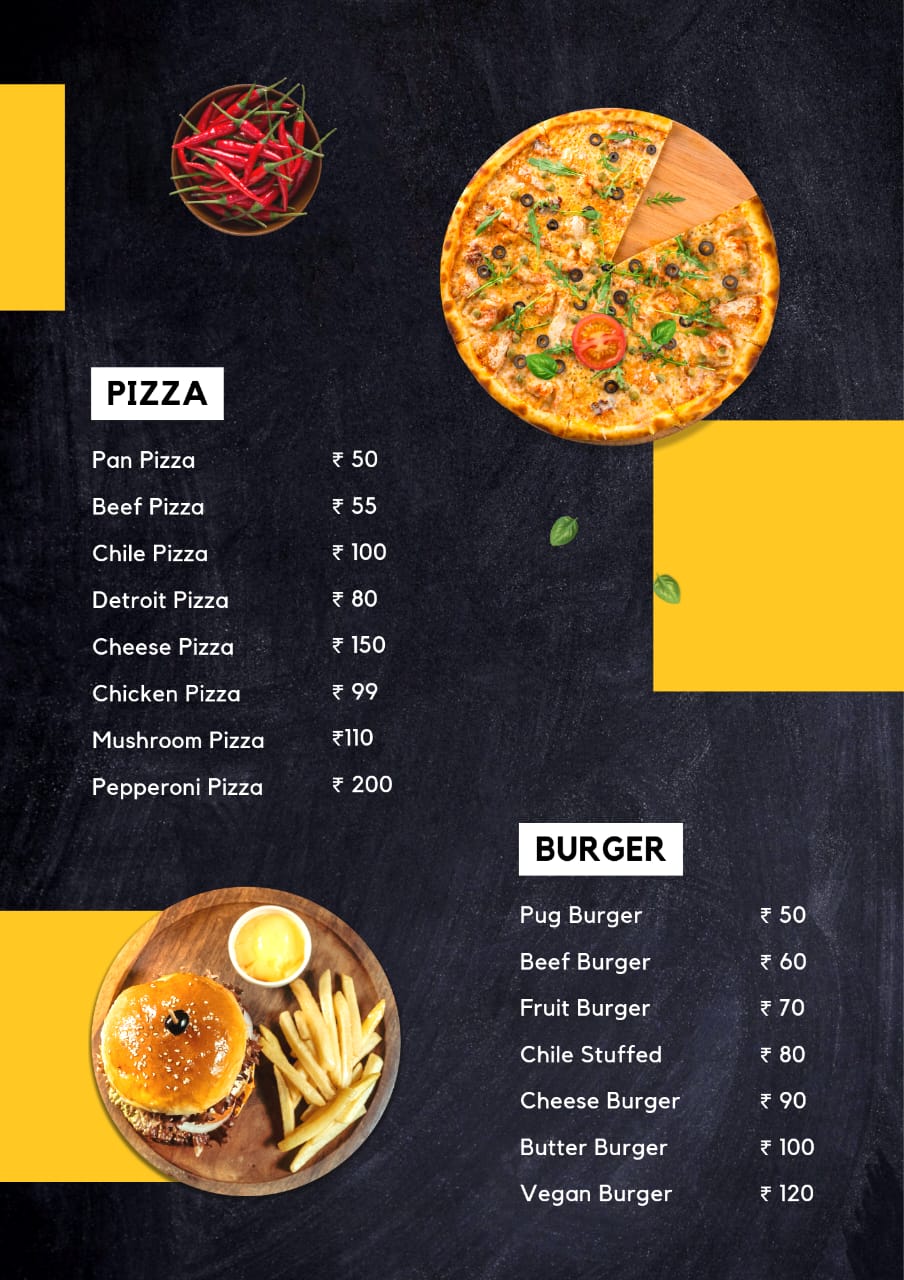 PIZZA
Pan Pizza ₹ 50
Beef Pizza ₹ 55
Chile Pizza ₹ 100
Detroit Pizza ₹ 80
Cheese Pizza ₹ 150
Chicken Pizza ₹ 99
Mushroom Pizza ₹110
Pepperoni Pizza ₹ 200
BURGER
Pug Burger ₹ 50
Beef Burger ₹ 60
Fruit Burger ₹ 70
Chile Stuffed ₹ 80
Cheese Burger ₹ 90
Butter Burger ₹ 100
Vegan Burger ₹ 120